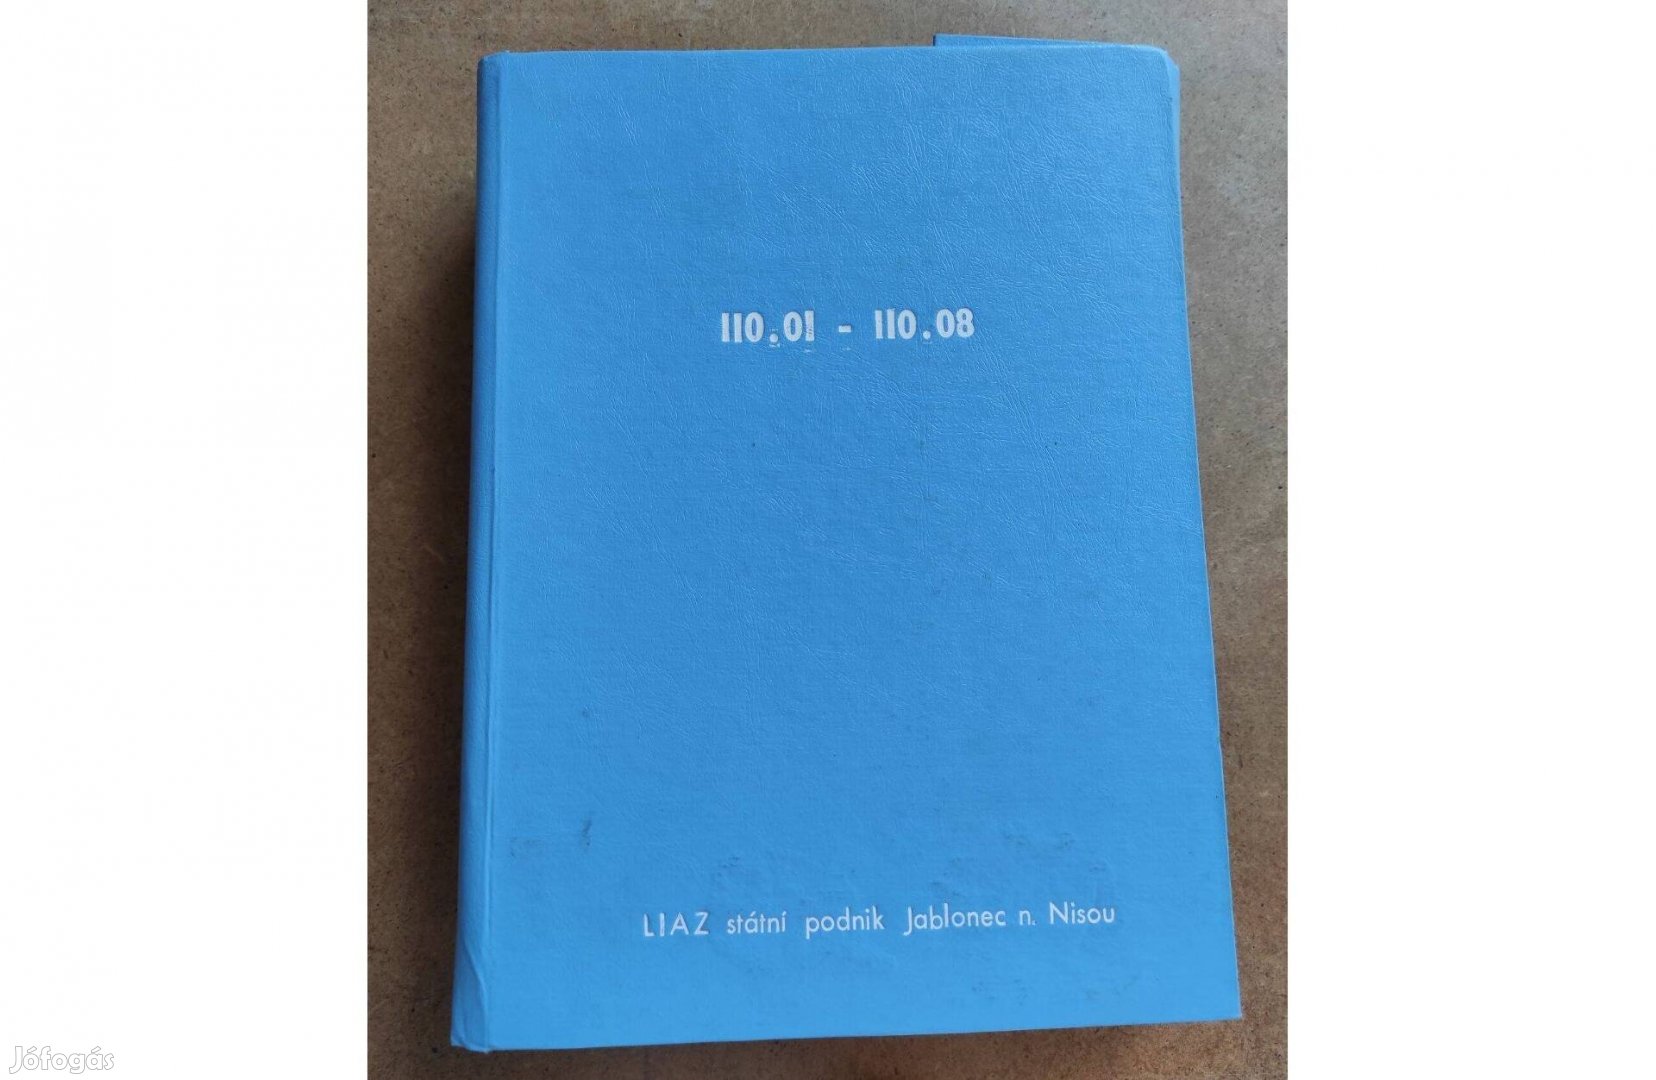 110.01 - 110.08
LIAZ státní podnik Jablonec n. Nisou
Jófogás